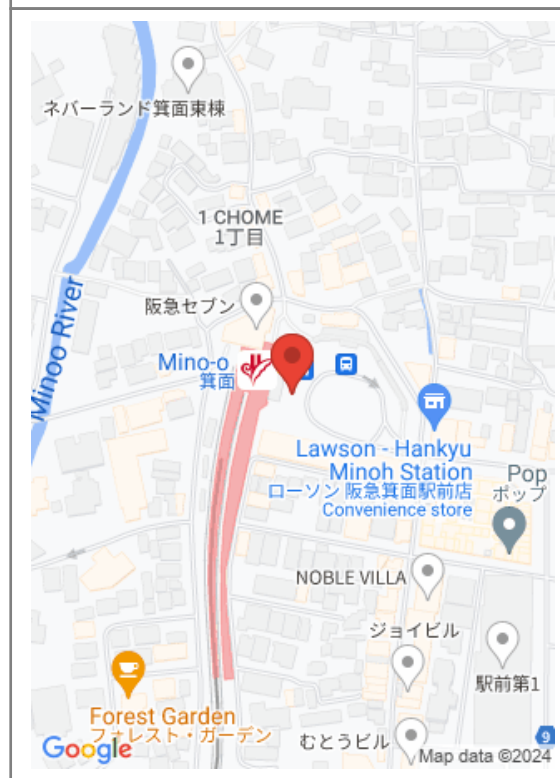 ネバーランド箕面東棟
1 CHOME
1丁目
Minoo River
阪急セブン
Mino-o
箕面
Lawson - Hankyu
Minoh Station
ローソン 阪急箕面駅前店
Convenience store
Pop
ポップ
NOBLE VILLA
ジョイビル
駅前第1
Forest Garden
フォレスト・ガーデン
むとうビル
9
Google
Map data ©2024